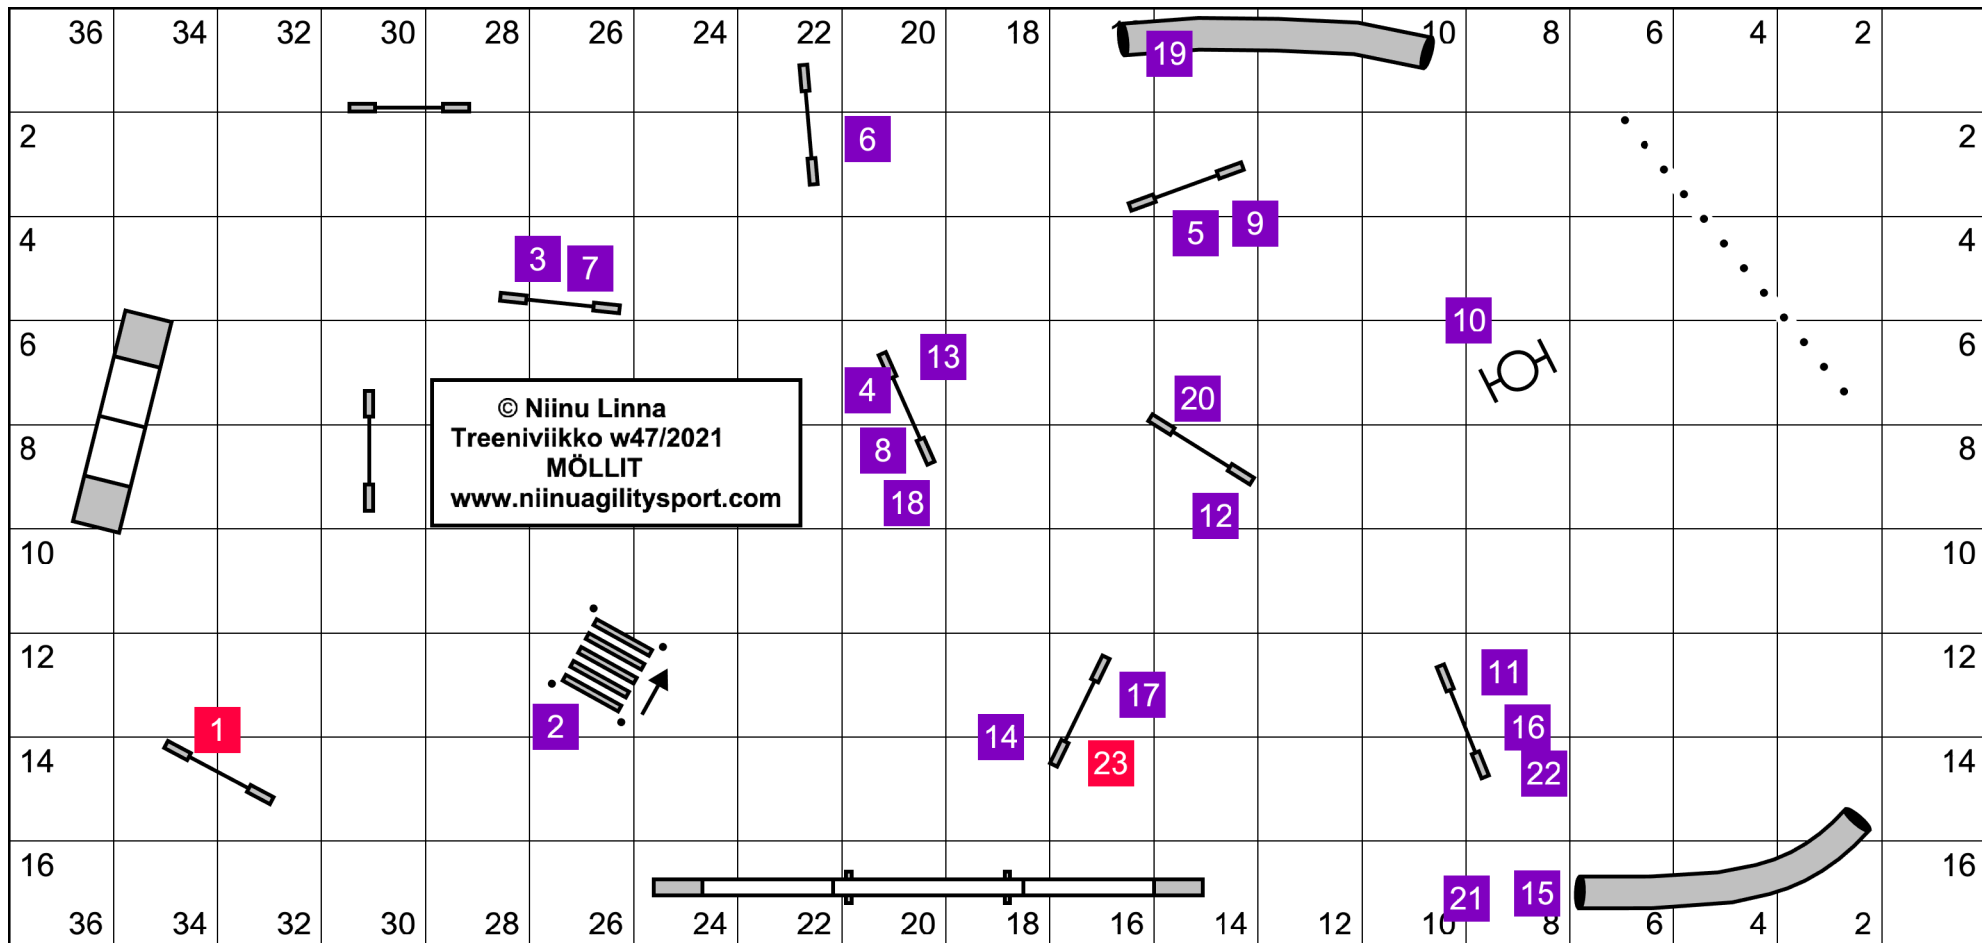 36 34 32 30 28 26 24 22 20 18 10 8 6 4 2
19
2 6 2
4 3 7 5 9 4
10
6 13 6
4 20
© Niinu Linna
Treeniviikko w47/2021
MÖLLIT
www.niinuagilitysport.com
8 8 8
18 12
10 10
12 11 12
17
1 2 14 16
14 23 22 14
16 16
21 15
36 34 32 30 28 26 24 22 20 18 16 14 12 10 8 6 4 2